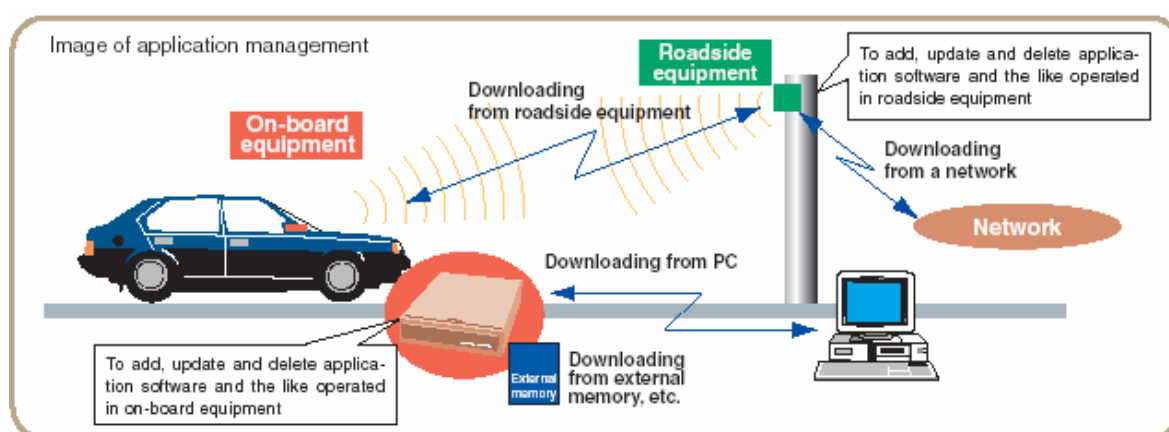 Image of application management
Roadside
equipment
To add, update and delete applica-
tion software and the like operated
in roadside equipment
Downloading
from roadside equipment
On-board
equipment
Downloading
from a network
Network
Downloading from PC
To add, update and delete applica-
tion software and the like operated
in on-board equipment
External
memory
Downloading
from external
memory, etc.